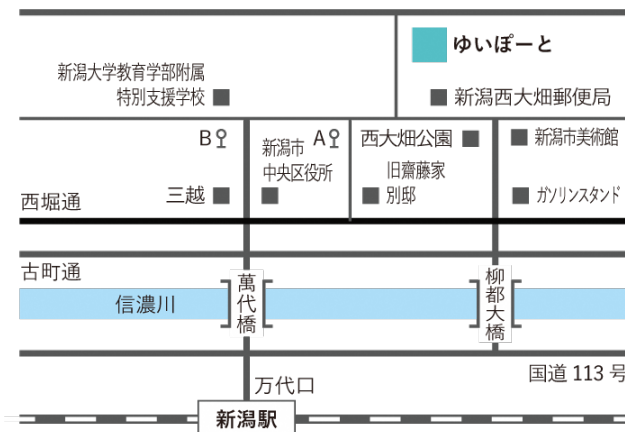 ゆいぽーと
新潟大学教育学部附属
特別支援学校
新潟西大畑郵便局
B
新潟市
中央区役所
A
西大畑公園
新潟市美術館
旧齋藤家
別邸
三越
ガソリンスタンド
西堀通
古町通
信濃川
萬代橋
柳都大橋
国道 113 号
万代口
新潟駅